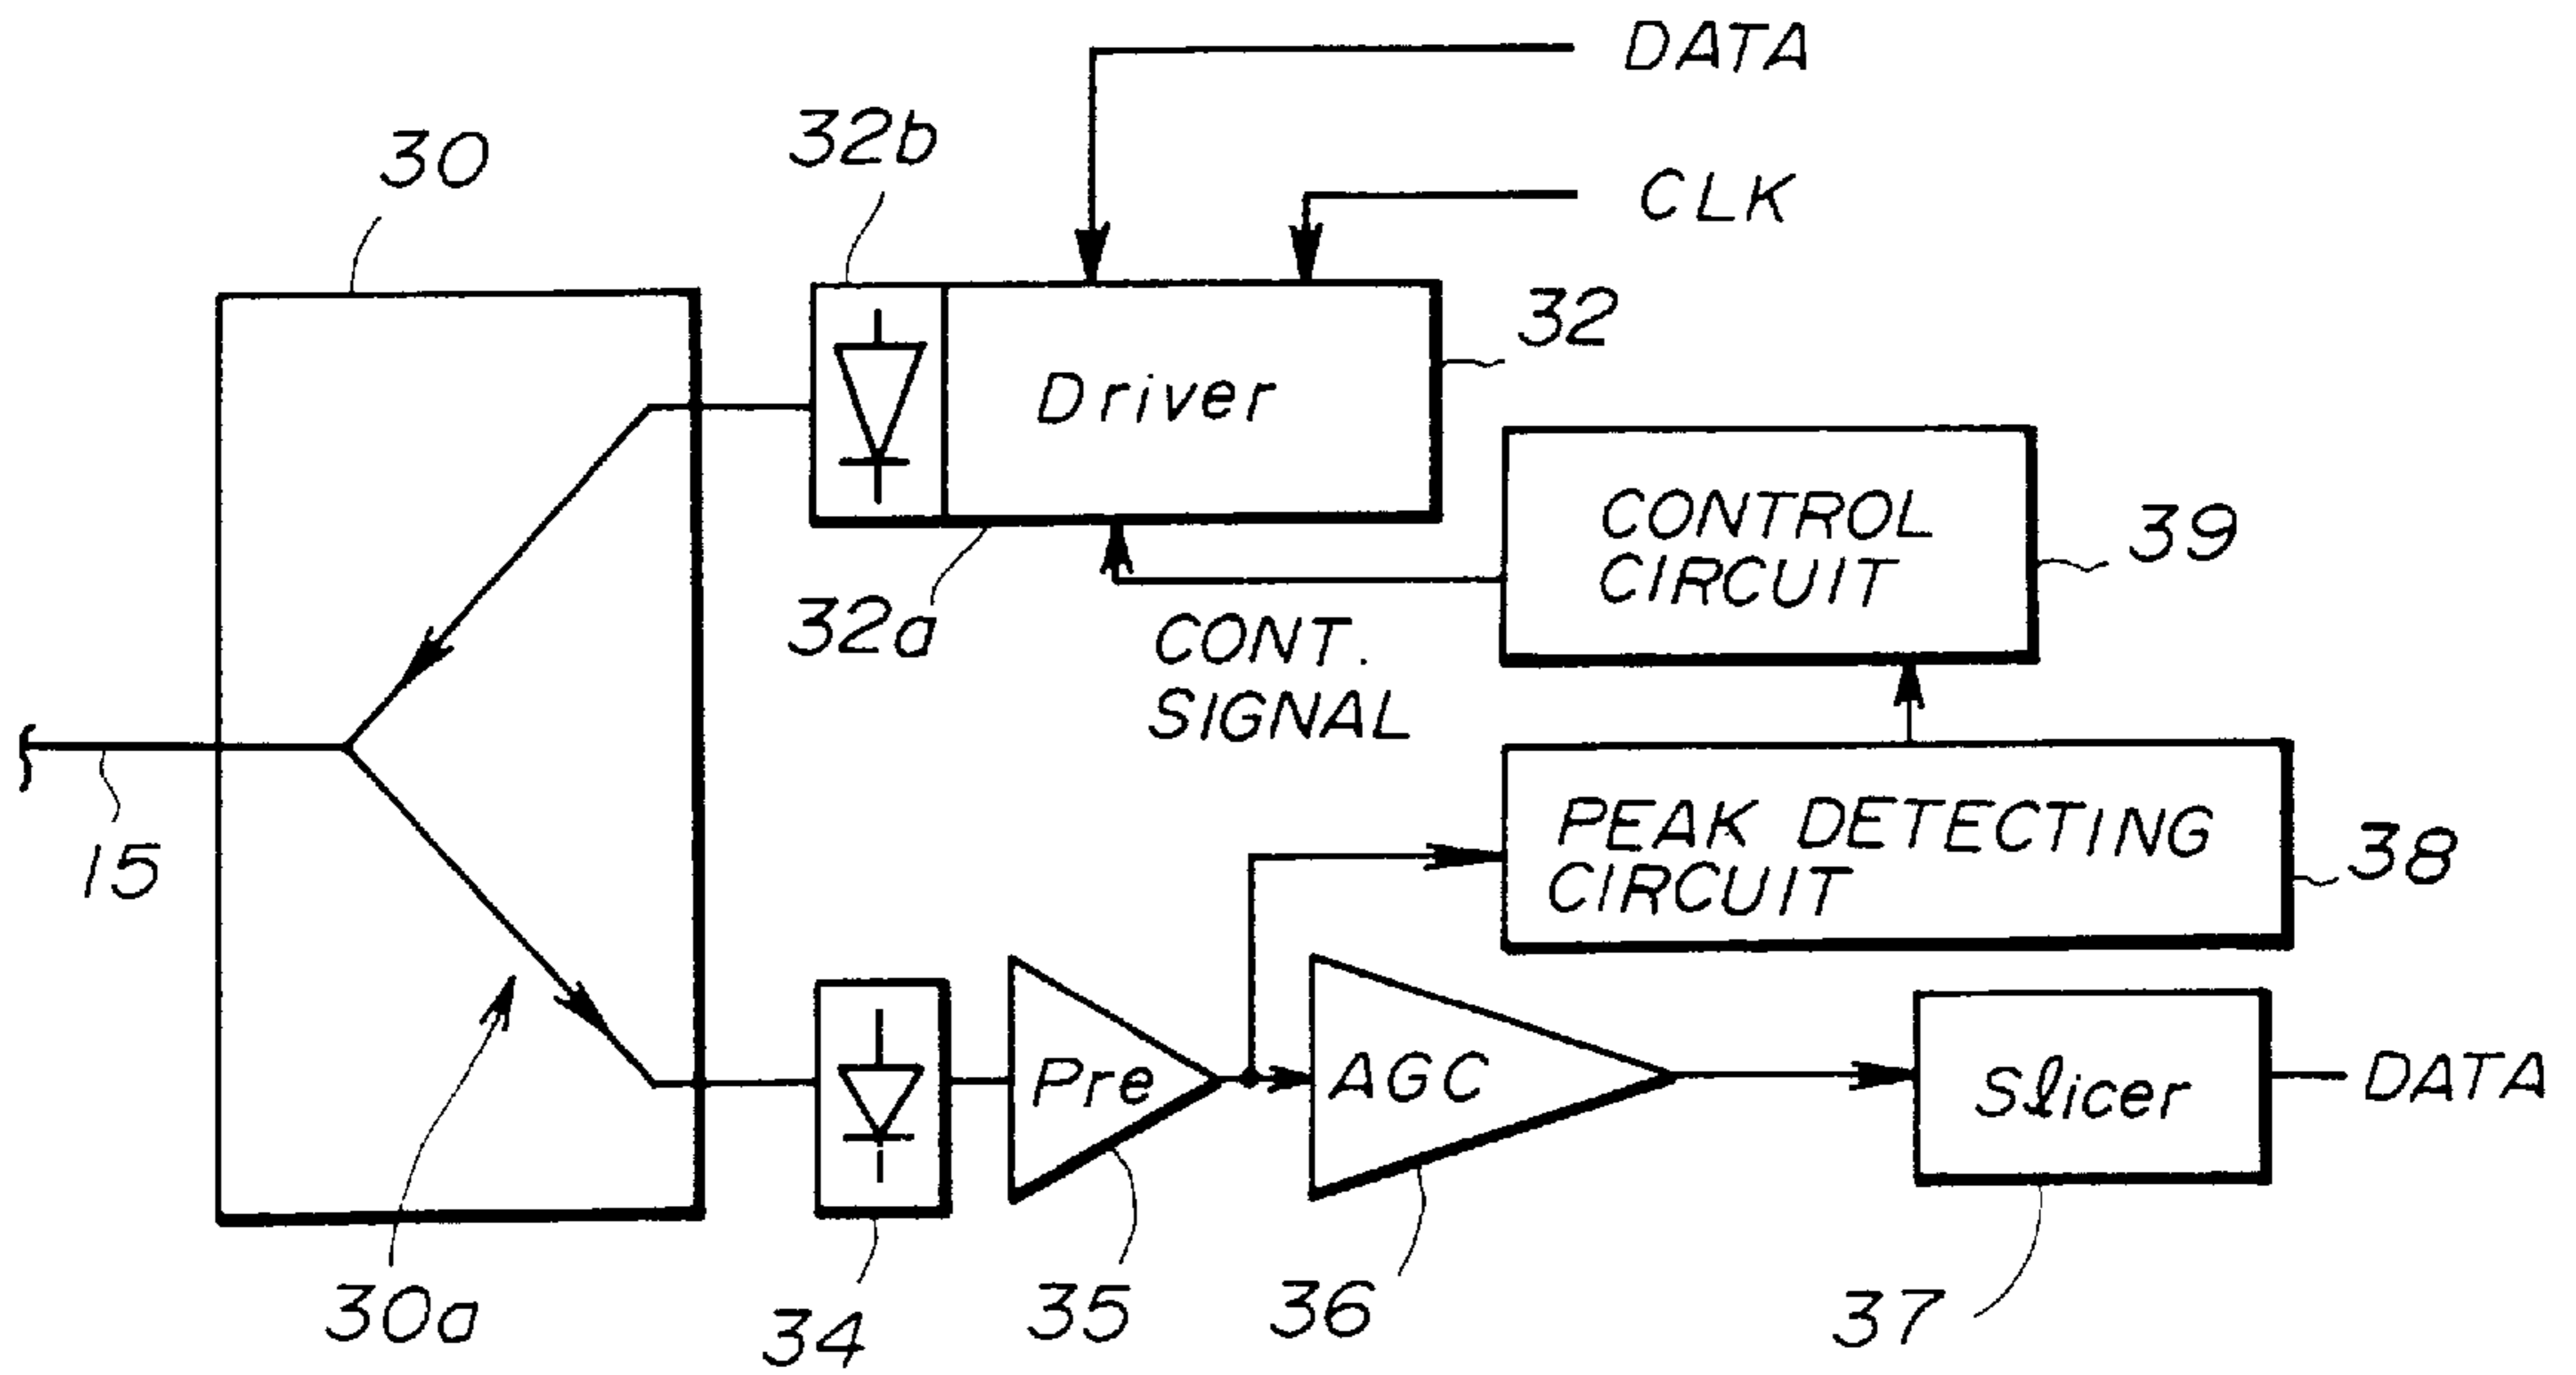 DATA
CLK
30
32b
32
Driver
32a
CONTROL
CIRCUIT
39
CONT.
SIGNAL
15
PEAK DETECTING
CIRCUIT
38
Pre
AGC
Slicer
DATA
30a
34
35
36
37